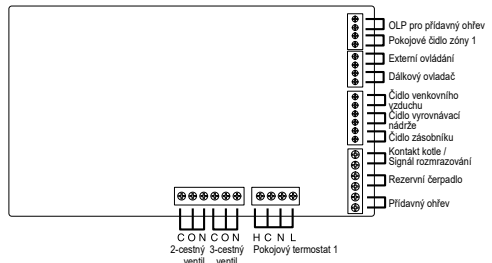 OLP pro přídavný ohřev
Pokojové čidlo zóny 1
Externí ovládání
Dálkový ovladač
Čidlo venkovního
vzduchu
Čidlo vyrovnávací
nádrže
Čidlo zásobníku
Kontakt kotle /
Signál rozmrazování
Rezervní čerpadlo
Přídavný ohřev
C O N C O N H C N L
2-cestný 3-cestný Pokojový termostat 1
ventil ventil